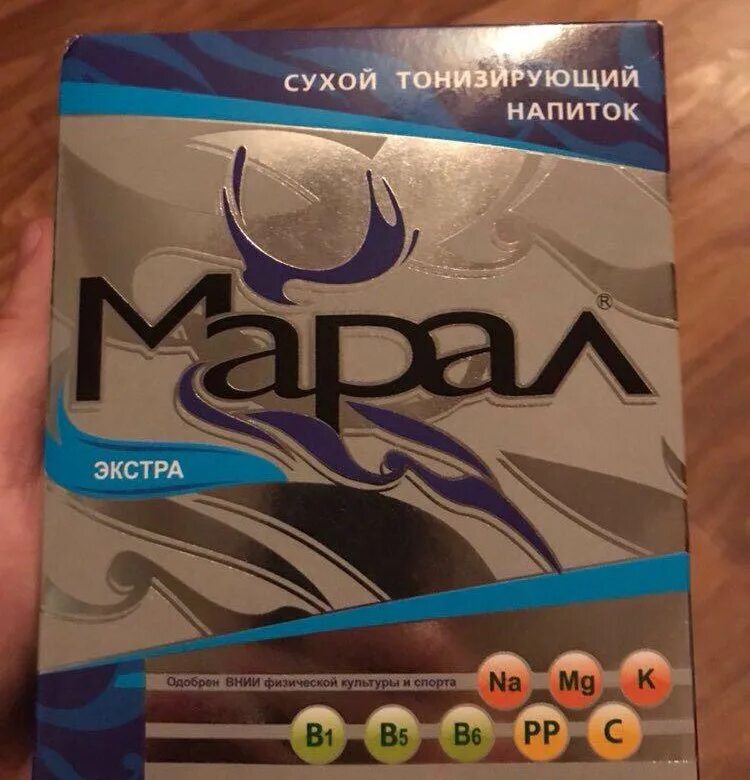 СУХОЙ ТОНИЗИРУЮЩИЙ
НАПИТОК
Марал®
ЭКСТРА
Одобрен ВНИИ физической культуры и спорта
Na Mg K
B1 B5 B6 PP C